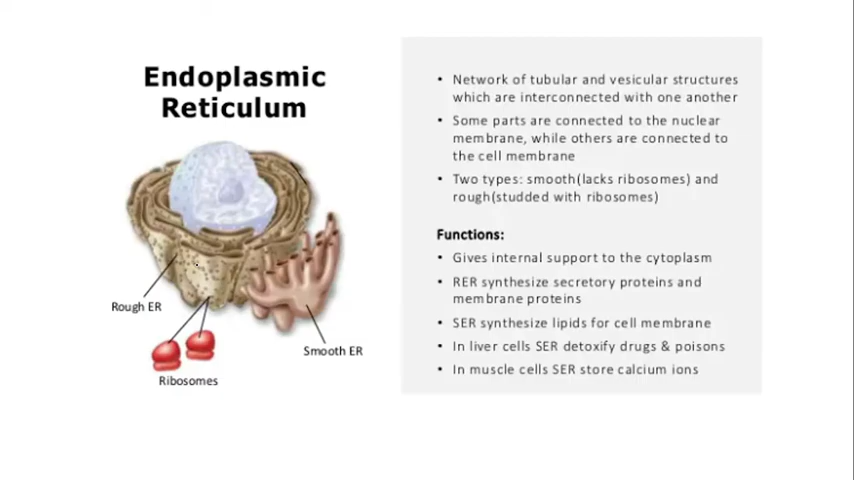 Endoplasmic
Reticulum
Rough ER
Ribosomes
Smooth ER
• Network of tubular and vesicular structures
which are interconnected with one another
• Some parts are connected to the nuclear
membrane, while others are connected to
the cell membrane
• Two types: smooth(lacks ribosomes) and
rough(studded with ribosomes)
Functions:
• Gives internal support to the cytoplasm
• RER synthesize secretory proteins and
membrane proteins
• SER synthesize lipids for cell membrane
• In liver cells SER detoxify drugs & poisons
• In muscle cells SER store calcium ions